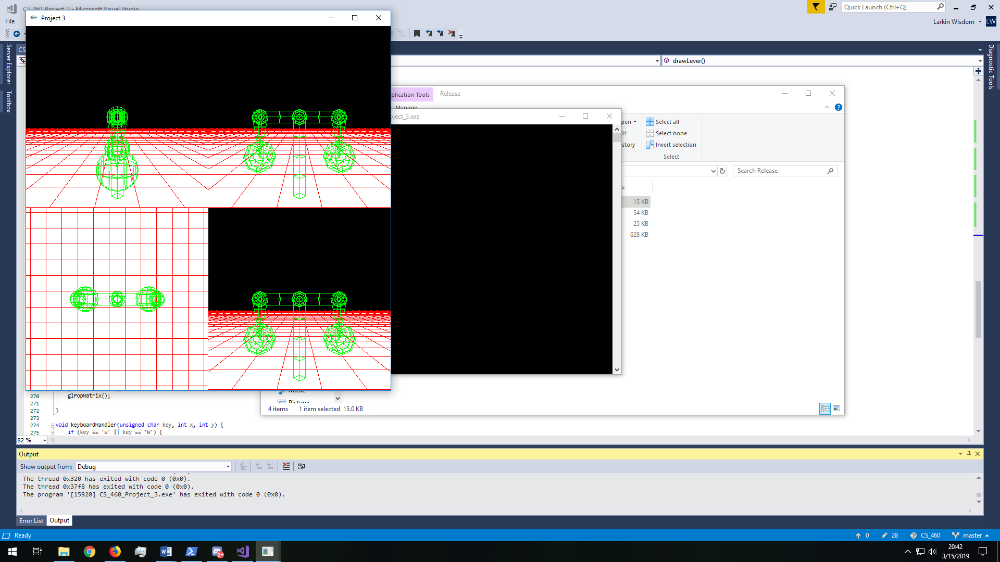 CS_460_Project_3 - Microsoft Visual Studio
Quick Launch (Ctrl+Q)
File
Larkin Wisdom
LW
Project 3
Server Explorer
Toolbox
Diagnostic Tools
CS
drawLever()
Application Tools
Release
Manage
oject_3.exe
pen
Select all
Select none
story
Invert selection
Select
Search Release
15 KB
54 KB
25 KB
628 KB
Music
Pictures
4 items
1 item selected 15.0 KB
270 glPopMatrix();
271
272 }
273
274 void keyboardHandler(unsigned char key, int x, int y) {
275 if (key == 'w' || key == 'W') {
82 %
Output
Show output from: Debug
The thread 0x320 has exited with code 0 (0x0).
The thread 0x37f8 has exited with code 0 (0x0).
The program '[15920] CS_460_Project_3.exe' has exited with code 0 (0x0).
Error List
Output
Ready
0
28
CS_460
master
9+
20:42
3/15/2019